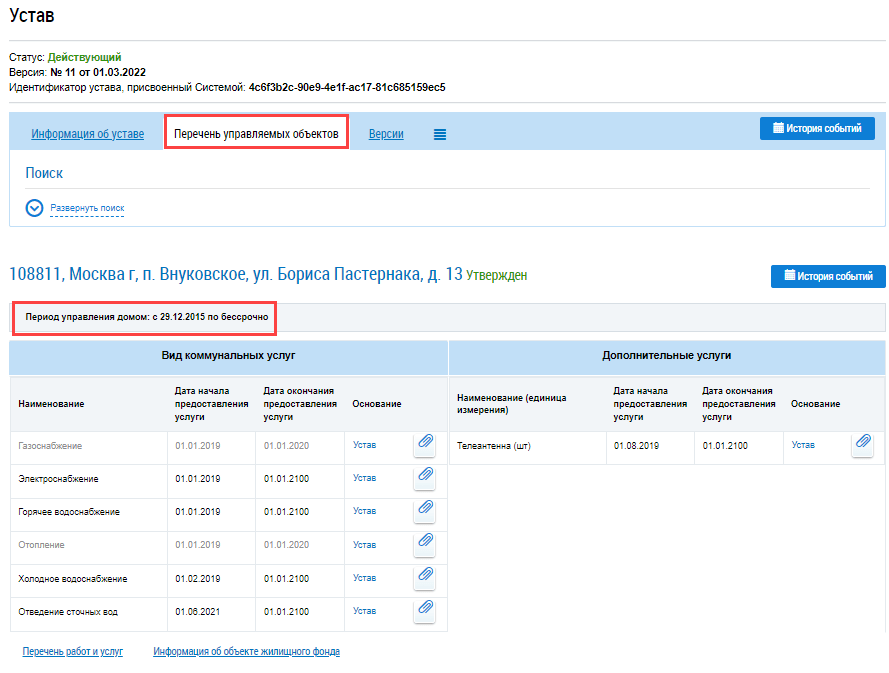 Устав
Статус: Действующий
Версия: № 11 от 01.03.2022
Идентификатор устава, присвоенный Системой: 4c6f3b2c-90e9-4e1f-ac17-81c685159ec5
Информация об уставе Перечень управляемых объектов Версии История событий
Поиск
Развернуть поиск
108811, Москва г, п. Внуковское, ул. Бориса Пастернака, д. 13 Утвержден История событий
Период управления домом: с 29.12.2015 по бессрочно
Вид коммунальных услуг Дополнительные услуги
Наименование Дата начала предоставления услуги Дата окончания предоставления услуги Основание Наименование (единица измерения) Дата начала предоставления услуги Дата окончания предоставления услуги Основание
Газоснабжение 01.01.2019 01.01.2020 Устав Телеантенна (шт) 01.08.2019 01.01.2100 Устав
Электроснабжение 01.01.2019 01.01.2100 Устав
Горячее водоснабжение 01.01.2019 01.01.2100 Устав
Отопление 01.01.2019 01.01.2020 Устав
Холодное водоснабжение 01.02.2019 01.01.2100 Устав
Отведение сточных вод 01.06.2021 01.01.2100 Устав
Перечень работ и услуг Информация об объекте жилищного фонда